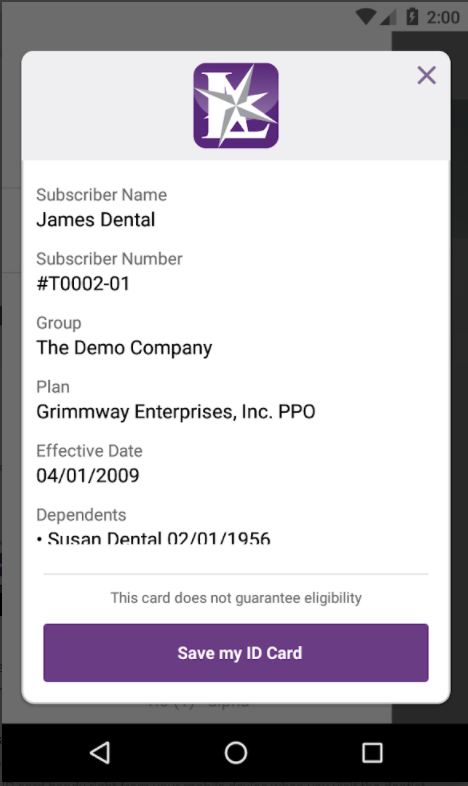 2:00
L
Subscriber Name
James Dental
Subscriber Number
#T0002-01
Group
The Demo Company
Plan
Grimmway Enterprises, Inc. PPO
Effective Date
04/01/2009
Dependents
• Susan Dental 02/01/1956
This card does not guarantee eligibility
Save my ID Card